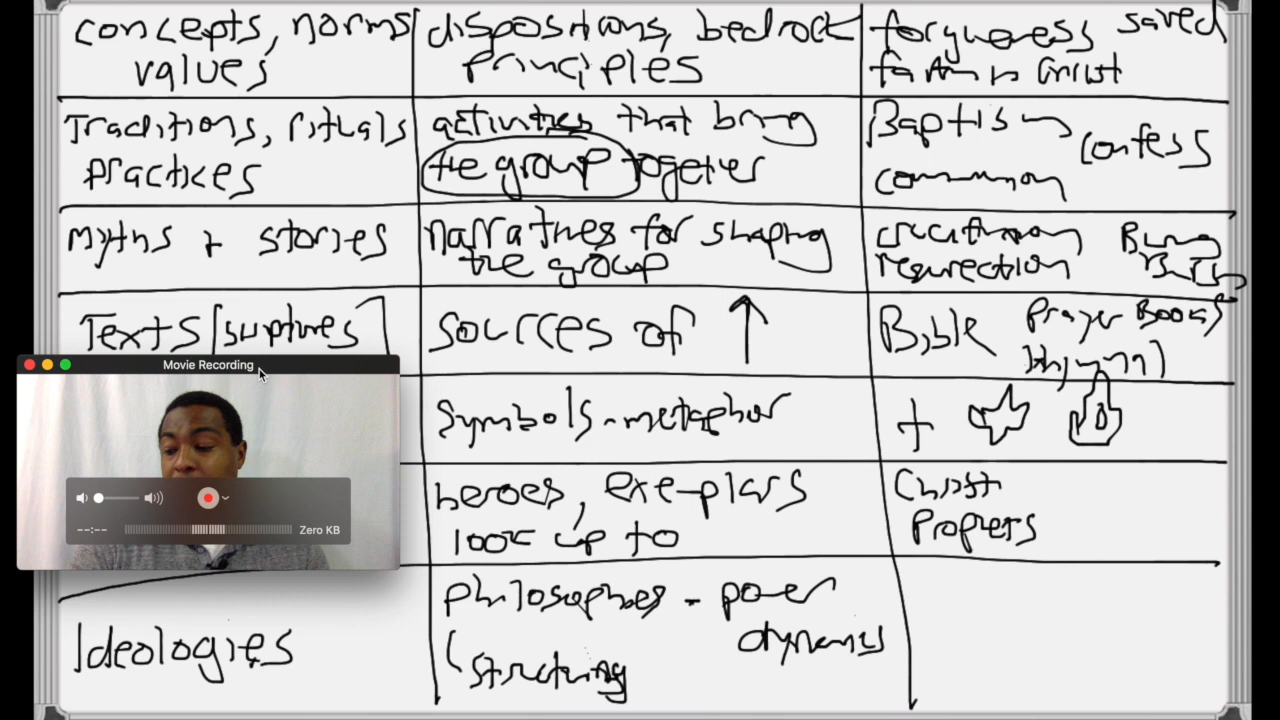 concepts, norms
values
dispositions, bedrock
principles
forgiveness saved
faith in Christ
Traditions, rituals
practices
activities that bring
the group together
Baptism confess
communion
myths + stories
narratives for shaping
the group
resurrection
Texts
sources of ↑
Bible Prayer Books
Hymnal
Movie Recording
symbols - metaphor
--:-- Zero KB
heroes, exemplars
look up to
Christ
Prophets
Ideologies
philosophies - power
dynamics
structuring